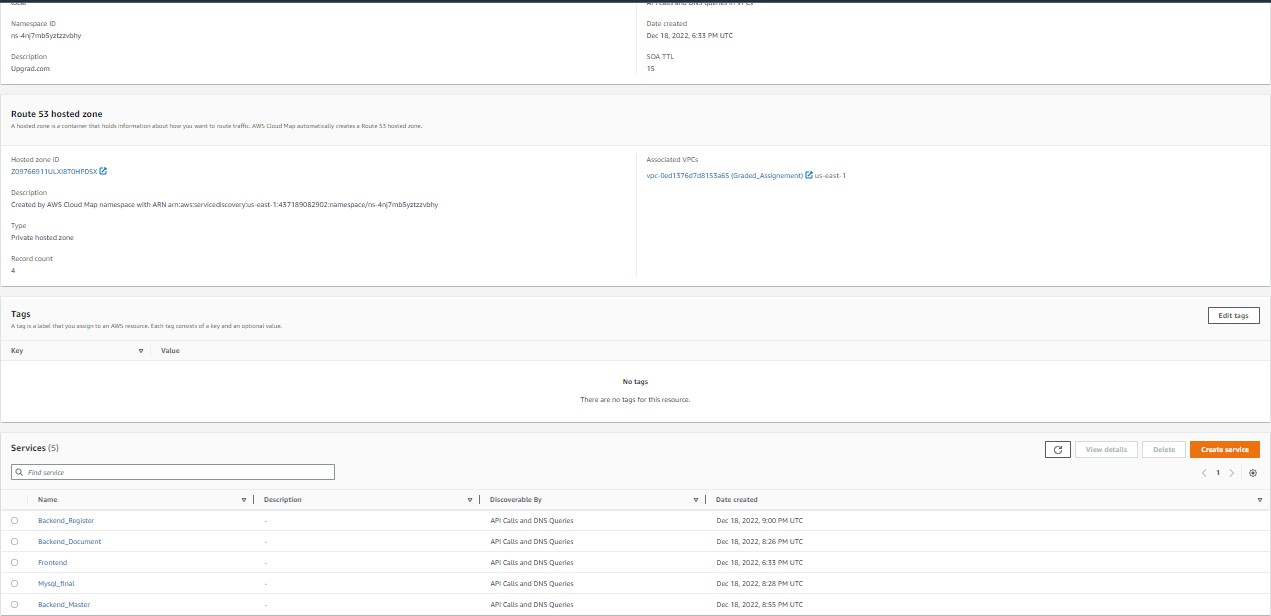 local
API Calls and DNS queries in VPCs
Namespace ID
ns-4nj7mb5yztzzvbhy
Date created
Dec 18, 2022, 6:33 PM UTC
Description
Upgrad.com
SOA TTL
15
Route 53 hosted zone
A hosted zone is a container that holds information about how you want to route traffic. AWS Cloud Map automatically creates a Route 53 hosted zone.
Hosted zone ID
Z09766911ULXI8T0HPDSX
Associated VPCs
vpc-0ed1376d7d8153a65 (Graded_Assignement) us-east-1
Description
Created by AWS Cloud Map namespace with ARN arn:aws:servicediscovery:us-east-1:437189082902:namespace/ns-4nj7mb5yztzzvbhy
Type
Private hosted zone
Record count
4
Tags
A tag is a label that you assign to an AWS resource. Each tag consists of a key and an optional value.
Edit tags
Key Value
No tags
There are no tags for this resource.
Services (5)
View details Delete Create service
Find service
1
Name Description Discoverable By Date created
Backend_Register - API Calls and DNS Queries Dec 18, 2022, 9:00 PM UTC
Backend_Document - API Calls and DNS Queries Dec 18, 2022, 8:26 PM UTC
Frontend - API Calls and DNS Queries Dec 18, 2022, 6:33 PM UTC
Mysql_final - API Calls and DNS Queries Dec 18, 2022, 8:28 PM UTC
Backend_Master - API Calls and DNS Queries Dec 18, 2022, 8:55 PM UTC